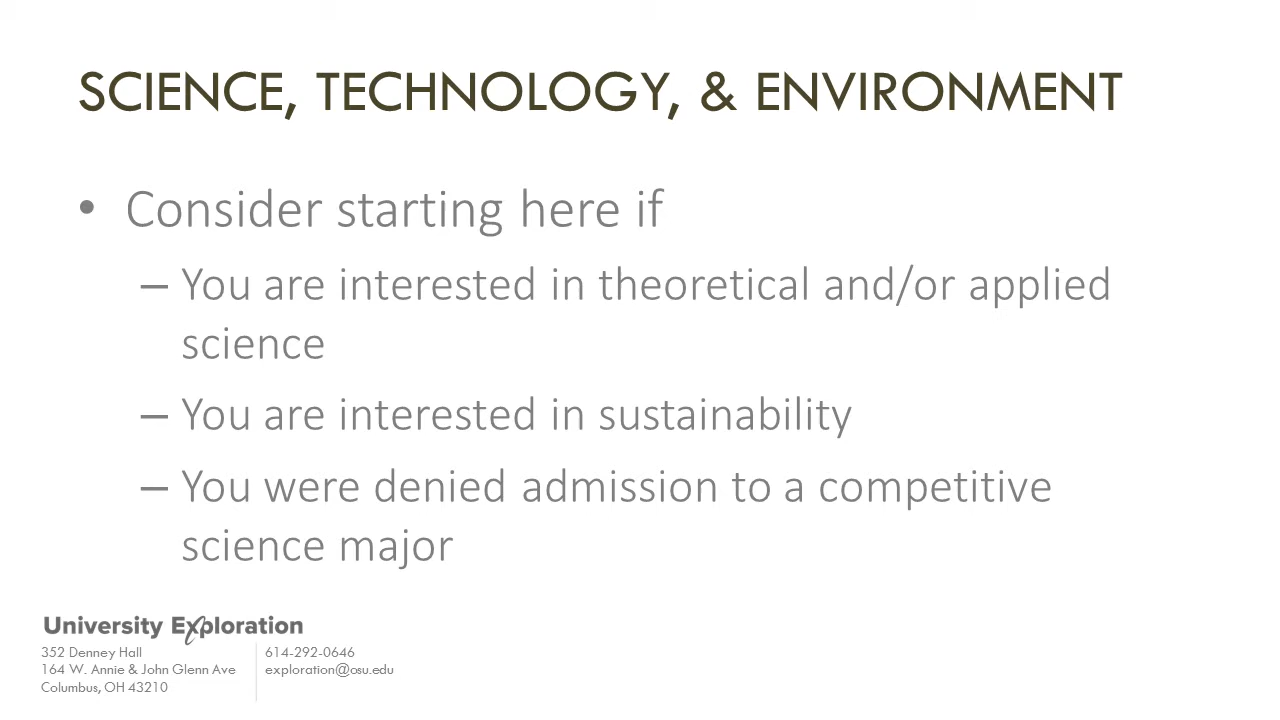 SCIENCE, TECHNOLOGY, & ENVIRONMENT
• Consider starting here if
– You are interested in theoretical and/or applied
science
– You are interested in sustainability
– You were denied admission to a competitive
science major
University Exploration
352 Denney Hall
164 W. Annie & John Glenn Ave
Columbus, OH 43210
614-292-0646
exploration@osu.edu